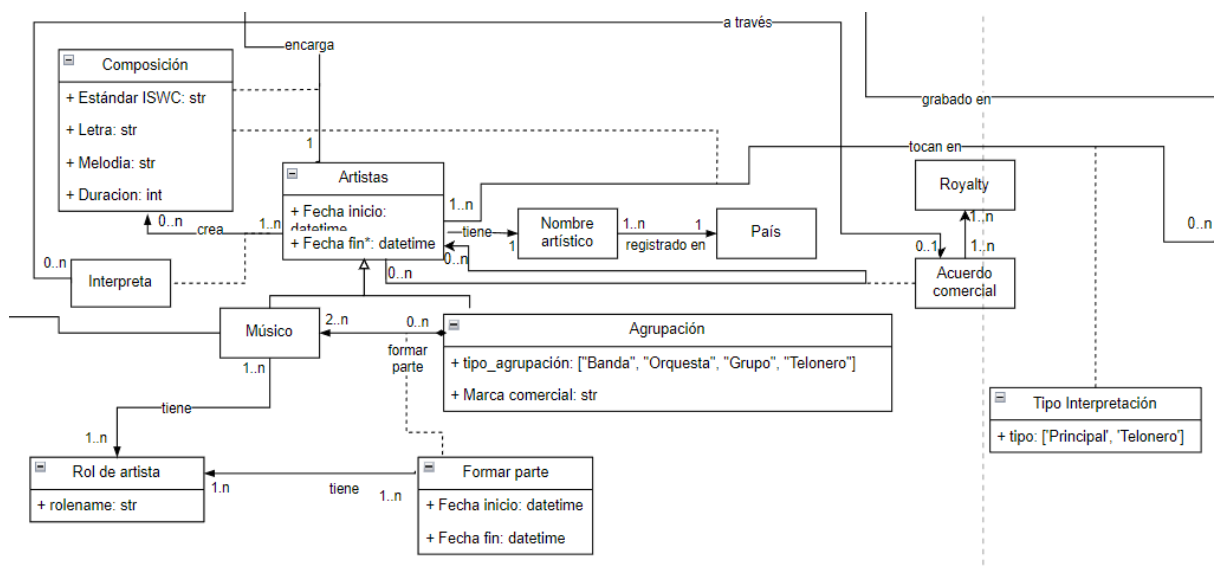 a través
encarga
Composición
+ Estándar ISWC: str
+ Letra: str
+ Melodia: str
+ Duracion: int
grabado en
1
tocan en
Artistas
+ Fecha inicio:
datetime
+ Fecha fin*: datetime
Royalty
1..n
0..n
crea
1..n
tiene
1
Nombre
artístico
1..n
registrado en
1
País
1..n
1..n
0..n
0..n
Interpreta
0..n
0..n
0..1
Acuerdo
comercial
Músico
2..n
0..n
formar
parte
1..n
Agrupación
+ tipo_agrupación: ["Banda", "Orquesta", "Grupo", "Telonero"]
+ Marca comercial: str
tiene
Tipo Interpretación
+ tipo: ['Principal', 'Telonero']
1..n
Rol de artista
+ rolename: str
1.n
tiene
1..n
Formar parte
+ Fecha inicio: datetime
+ Fecha fin: datetime